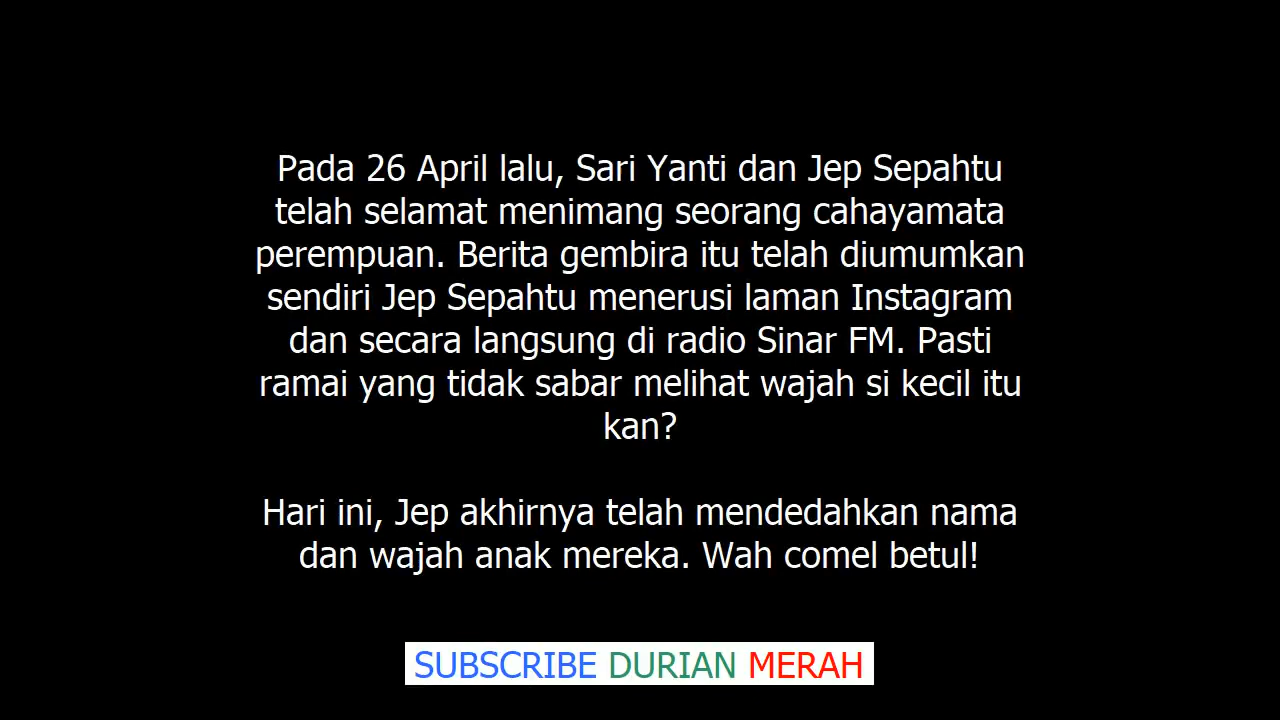 Pada 26 April lalu, Sari Yanti dan Jep Sepahtu
telah selamat menimang seorang cahayamata
perempuan. Berita gembira itu telah diumumkan
sendiri Jep Sepahtu menerusi laman Instagram
dan secara langsung di radio Sinar FM. Pasti
ramai yang tidak sabar melihat wajah si kecil itu
kan?
Hari ini, Jep akhirnya telah mendedahkan nama
dan wajah anak mereka. Wah comel betul!
SUBSCRIBE DURIAN MERAH